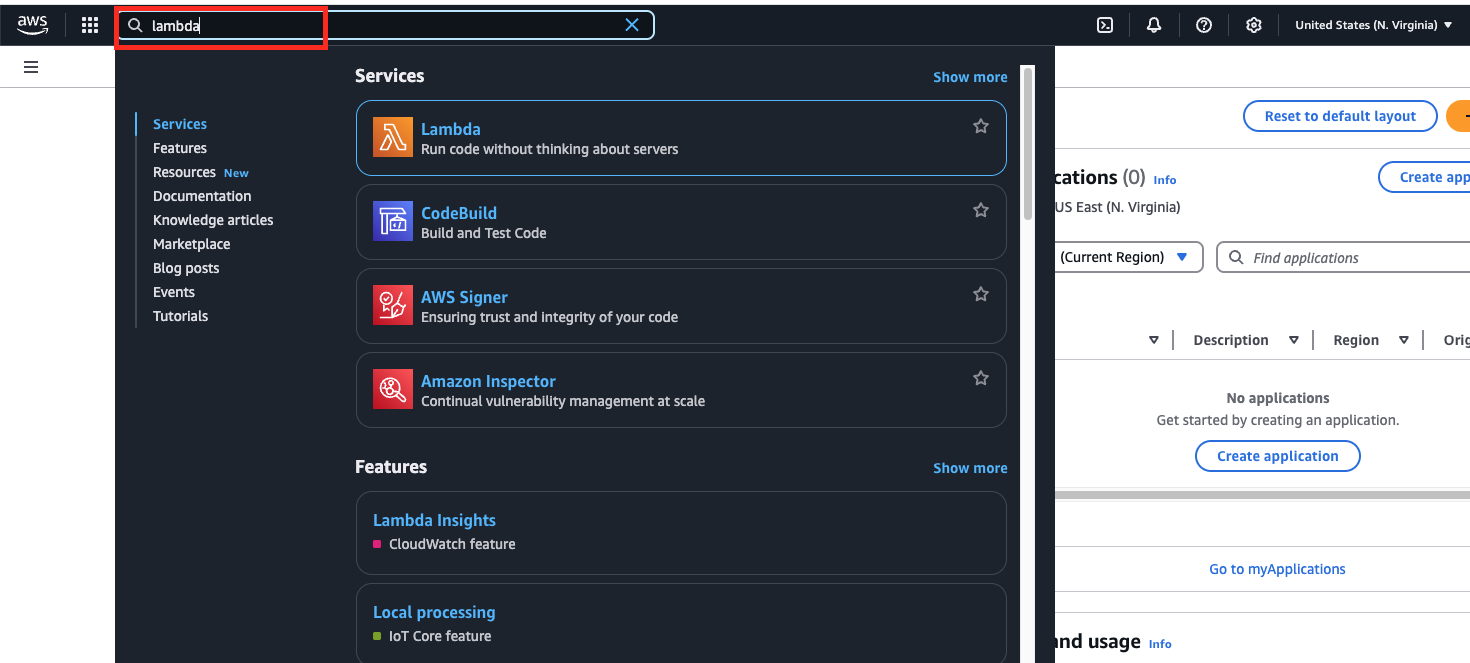 aws
lambda
United States (N. Virginia)
Services
Features
Resources New
Documentation
Knowledge articles
Marketplace
Blog posts
Events
Tutorials
Services
Show more
Lambda
Run code without thinking about servers
CodeBuild
Build and Test Code
AWS Signer
Ensuring trust and integrity of your code
Amazon Inspector
Continual vulnerability management at scale
Features
Show more
Lambda Insights
CloudWatch feature
Local processing
IoT Core feature
Reset to default layout
cations (0) Info
Create app
US East (N. Virginia)
(Current Region)
Find applications
Description
Region
Orig
No applications
Get started by creating an application.
Create application
Go to myApplications
and usage Info